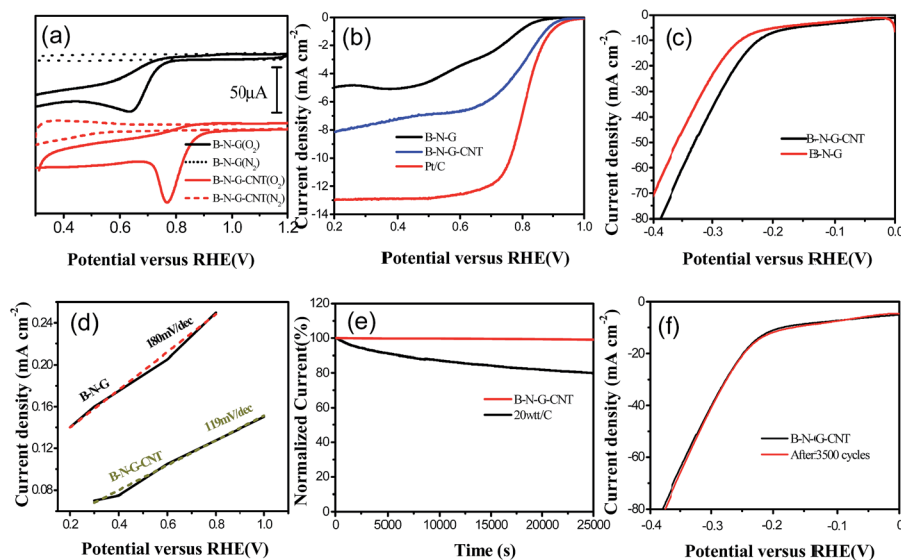 (a)
50µA
B-N-G(O2)
B-N-G(N2)
B-N-G-CNT(O2)
B-N-G-CNT(N2)
0.4 0.6 0.8 1.0 1.2
Potential versus RHE(V)
(b)
Current density (mA cm-2)
0
-2
-4
-6
-8
-10
-12
-14
B-N-G
B-N-G-CNT
Pt/C
0.2 0.4 0.6 0.8 1.0
Potential versus RHE(V)
(c)
Current density (mA cm-2)
0
-10
-20
-30
-40
-50
-60
-70
-80
B-N-G-CNT
B-N-G
-0.4 -0.3 -0.2 -0.1 0.0
Potential versus RHE(V)
(d)
Current density (mA cm-2)
0.24
0.20
0.16
0.12
0.08
B-N-G
180mV/dec
B-N-G-CNT
119mV/dec
0.2 0.4 0.6 0.8 1.0
Potential versus RHE(V)
(e)
Normalized Current(%)
120
100
80
60
40
20
0
B-N-G-CNT
20wtt/C
0 5000 10000 15000 20000 25000
Time (s)
(f)
Current density (mA cm-2)
0
-20
-40
-60
-80
B-N-G-CNT
After3500 cycles
-0.4 -0.3 -0.2 -0.1 0
Potential versus RHE(V)